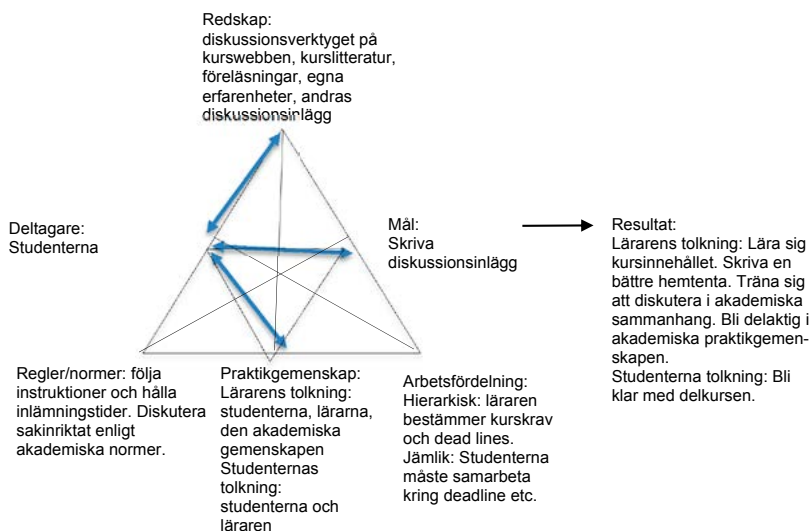 Redskap:
diskussionsverktyget på
kurswebben, kurslitteratur,
föreläsningar, egna
erfarenheter, andras
diskussionsinlägg
Deltagare:
Studenterna
Mål:
Skriva
diskussionsinlägg
Resultat:
Lärarens tolkning: Lära sig
kursinnehållet. Skriva en
bättre hemtenta. Träna sig
att diskutera i akademiska
sammanhang. Bli delaktig i
akademiska praktikgemen-
skapen.
Studenterna tolkning: Bli
klar med delkursen.
Regler/normer: följa
instruktioner och hålla
inlämningstider. Diskutera
sakinriktat enligt
akademiska normer.
Praktikgemenskap:
Lärarens tolkning:
studenterna, lärarna,
den akademiska
gemenskapen
Studenternas
tolkning:
studenterna och
läraren
Arbetsfördelning:
Hierarkisk: läraren
bestämmer kurskrav
och dead lines.
Jämlik: Studenterna
måste samarbeta
kring deadline etc.